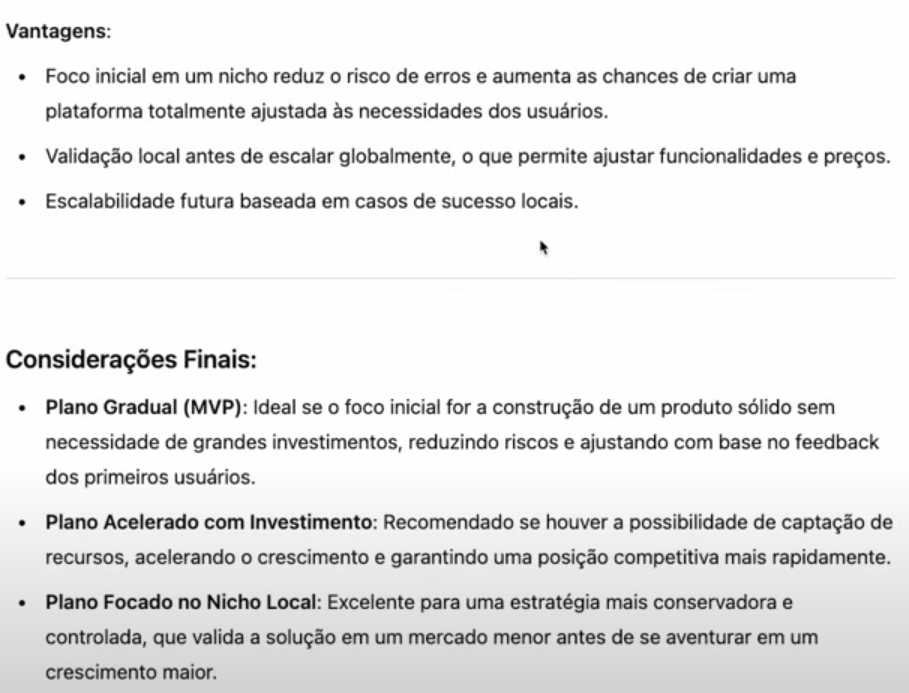 Vantagens:
• Foco inicial em um nicho reduz o risco de erros e aumenta as chances de criar uma
plataforma totalmente ajustada às necessidades dos usuários.
• Validação local antes de escalar globalmente, o que permite ajustar funcionalidades e preços.
• Escalabilidade futura baseada em casos de sucesso locais.
Considerações Finais:
• Plano Gradual (MVP): Ideal se o foco inicial for a construção de um produto sólido sem
necessidade de grandes investimentos, reduzindo riscos e ajustando com base no feedback
dos primeiros usuários.
• Plano Acelerado com Investimento: Recomendado se houver a possibilidade de captação de
recursos, acelerando o crescimento e garantindo uma posição competitiva mais rapidamente.
• Plano Focado no Nicho Local: Excelente para uma estratégia mais conservadora e
controlada, que valida a solução em um mercado menor antes de se aventurar em um
crescimento maior.